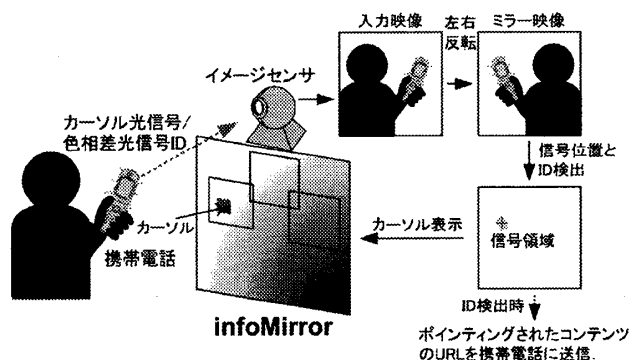 入力映像
左右
反転
ミラー映像
イメージセンサ
カーソル光信号/
色相差光信号ID
信号位置と
ID検出
カーソル
携帯電話
カーソル表示
信号領域
infoMirror
ID検出時
ポインティングされたコンテンツ
のURLを携帯電話に送信.